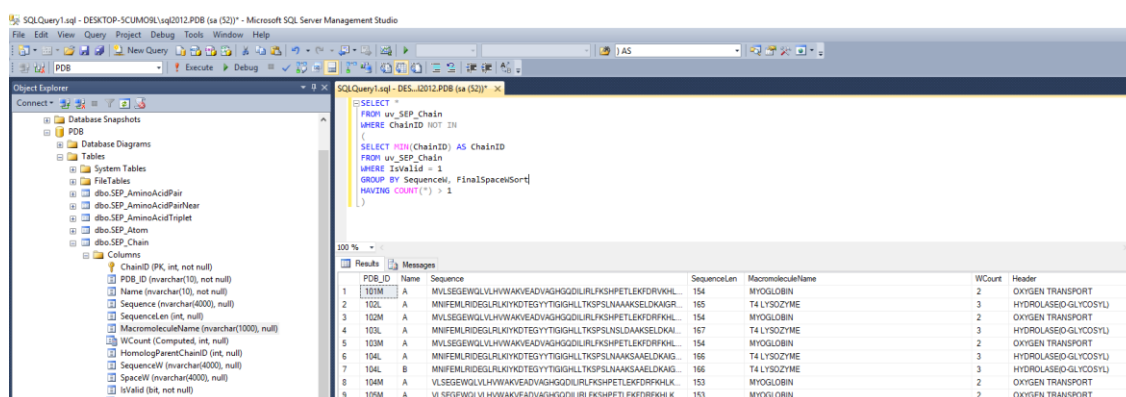 SQLQuery1.sql - DESKTOP-5CUMO9L\sql2012.PDB (sa (52))* - Microsoft SQL Server Management Studio
File Edit View Query Project Debug Tools Window Help
New Query ) AS
PDB Execute Debug
Object Explorer
Connect
Database Snapshots
PDB
Database Diagrams
Tables
System Tables
FileTables
dbo.SEP_AminoAcidPair
dbo.SEP_AminoAcidPairNear
dbo.SEP_AminoAcidTriplet
dbo.SEP_Atom
dbo.SEP_Chain
Columns
ChainID (PK, int, not null)
PDB_ID (nvarchar(10), not null)
Name (nvarchar(10), not null)
Sequence (nvarchar(4000), null)
SequenceLen (int, null)
MacromoleculeName (nvarchar(1000), null)
WCount (Computed, int, null)
HomologParentChainID (int, null)
SequenceW (nvarchar(4000), null)
SpaceW (nvarchar(4000), null)
IsValid (bit, not null)
SQLQuery1.sql - DES...l2012.PDB (sa (52))*
SELECT *
FROM uv_SEP_Chain
WHERE ChainID NOT IN
(
SELECT MIN(ChainID) AS ChainID
FROM uv_SEP_Chain
WHERE IsValid = 1
GROUP BY SequenceW, FinalSpaceWSort
HAVING COUNT(*) > 1
)
100 %
Results Messages
PDB_ID Name Sequence SequenceLen MacromoleculeName WCount Header
1 101M A MVLSEGEWQLVLHVWAKVEADVAGHGQDILIRLFKSHPETLEKFDRVKHL... 154 MYOGLOBIN 2 OXYGEN TRANSPORT
2 102L A MNIFEMLRIDEGLRLKIYKDTEGYYTIGIGHLLTKSPSLNAAAKSELDKAIGR... 165 T4 LYSOZYME 3 HYDROLASE(O-GLYCOSYL)
3 102M A MVLSEGEWQLVLHVWAKVEADVAGHGQDILIRLFKSHPETLEKFDRFKHL... 154 MYOGLOBIN 2 OXYGEN TRANSPORT
4 103L A MNIFEMLRIDEGLRLKIYKDTEGYYTIGIGHLLTKSPSLNSLDAAKSELDKAI... 167 T4 LYSOZYME 3 HYDROLASE(O-GLYCOSYL)
5 103M A MVLSEGEWQLVLHVWAKVEADVAGHGQDILIRLFKSHPETLEKFDRFKHL... 154 MYOGLOBIN 2 OXYGEN TRANSPORT
6 104L A MNIFEMLRIDEGLRLKIYKDTEGYYTIGIGHLLTKSPSLNAAKSAAELDKAIG... 166 T4 LYSOZYME 3 HYDROLASE(O-GLYCOSYL)
7 104L B MNIFEMLRIDEGLRLKIYKDTEGYYTIGIGHLLTKSPSLNAAKSAAELDKAIG... 166 T4 LYSOZYME 3 HYDROLASE(O-GLYCOSYL)
8 104M A VLSEGEWQLVLHVWAKVEADVAGHGQDILIRLFKSHPETLEKFDRFKHLK... 153 MYOGLOBIN 2 OXYGEN TRANSPORT
9 105M A VLSEGEWQLVLHVWAKVEADVAGHGQDILIRLFKSHPETLEKFDRFKHLK... 153 MYOGLOBIN 2 OXYGEN TRANSPORT